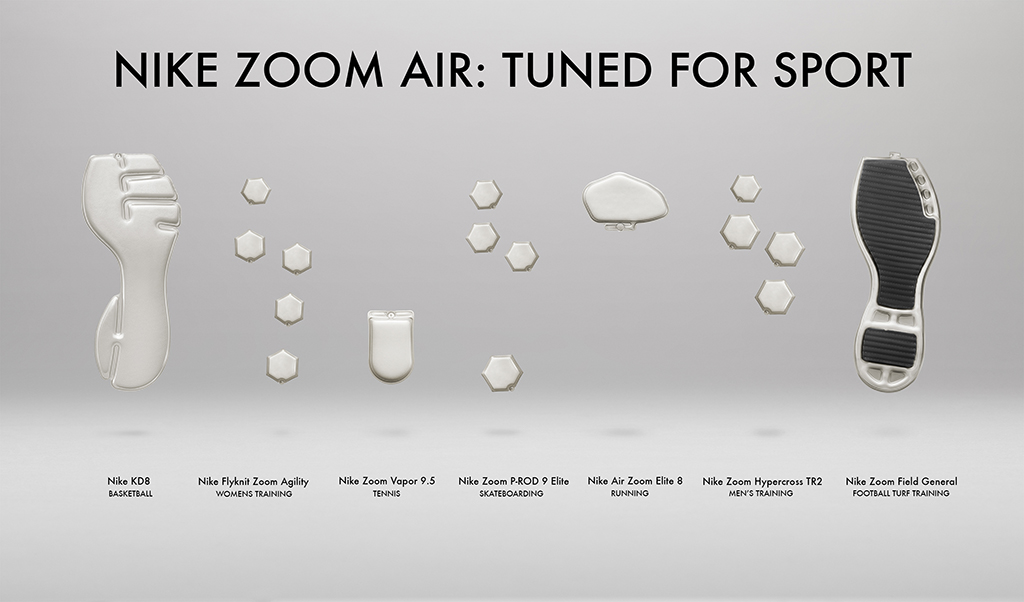 NIKE ZOOM AIR: TUNED FOR SPORT
Nike KD8
BASKETBALL
Nike Flyknit Zoom Agility
WOMENS TRAINING
Nike Zoom Vapor 9.5
TENNIS
Nike Zoom P-ROD 9 Elite
SKATEBOARDING
Nike Air Zoom Elite 8
RUNNING
Nike Zoom Hypercross TR2
MEN'S TRAINING
Nike Zoom Field General
FOOTBALL TURF TRAINING